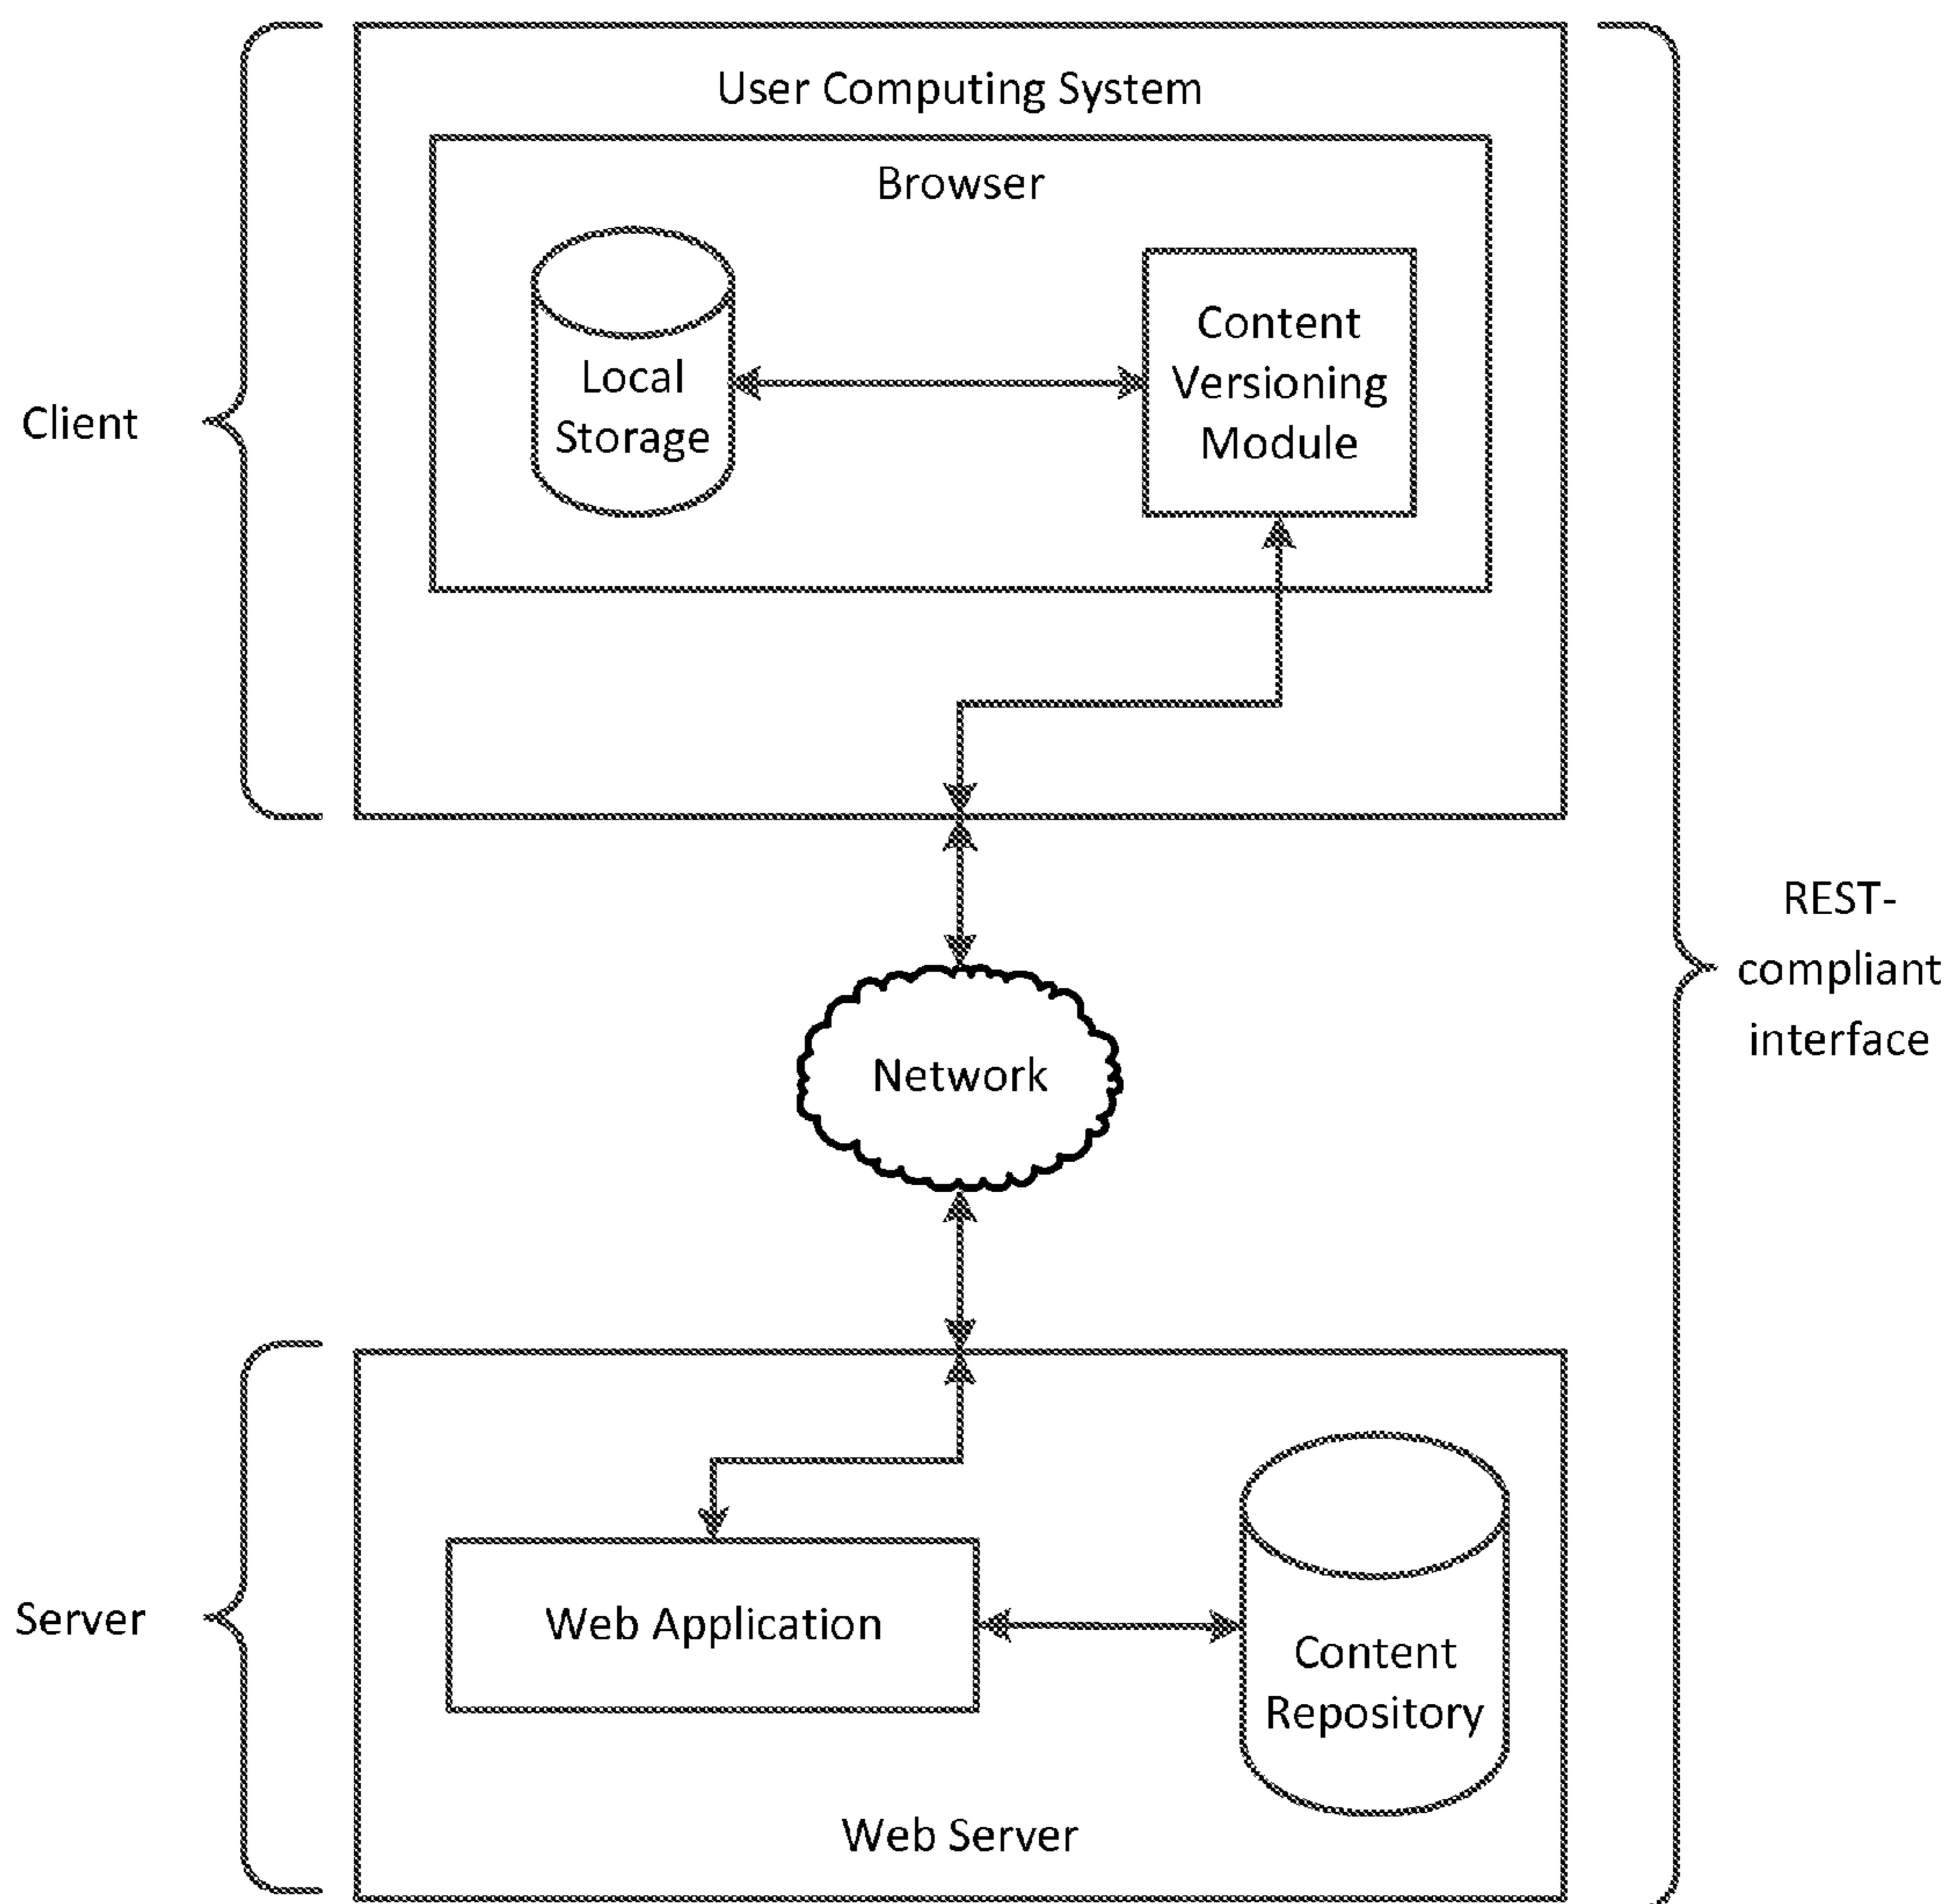 User Computing System
Browser
Local
Storage
Content
Versioning
Module
Client
REST-
compliant
interface
Network
Server
Web Application
Content
Repository
Web Server